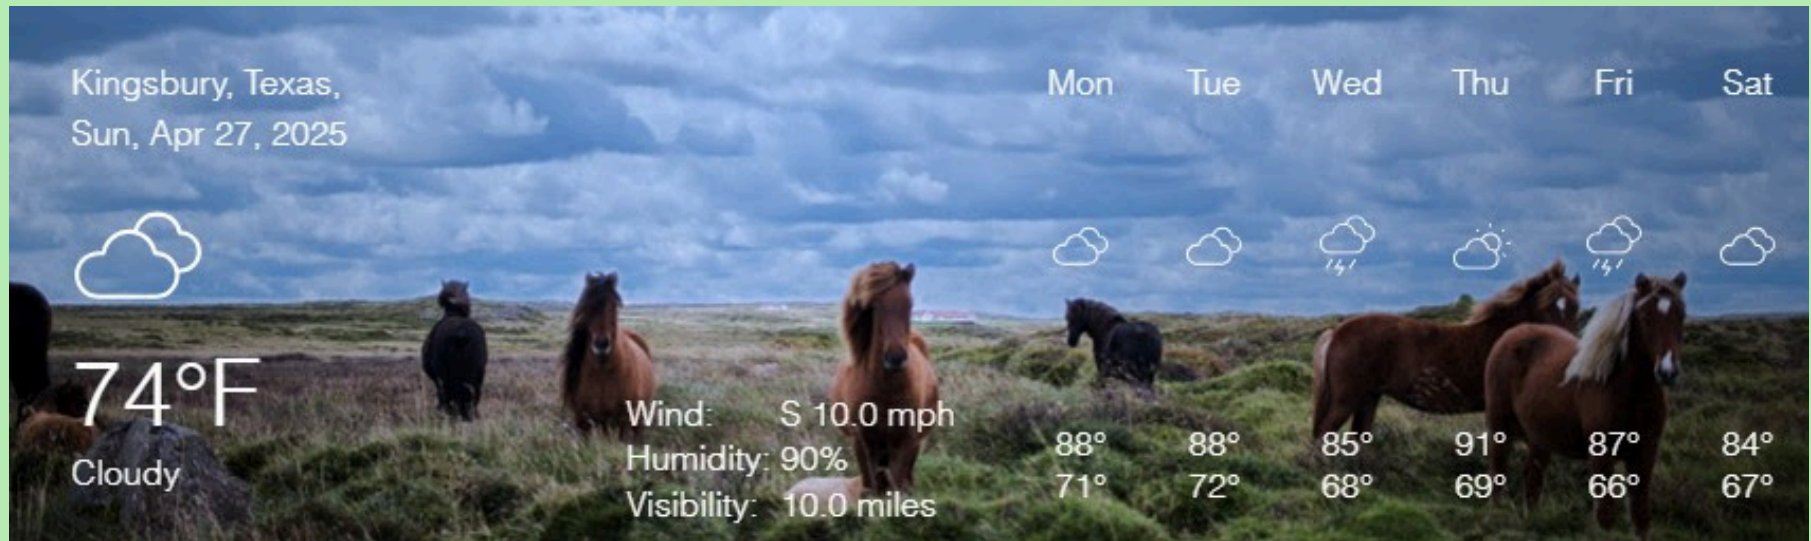 Kingsbury, Texas,
Sun, Apr 27, 2025
74°F
Cloudy
Wind: S 10.0 mph
Humidity: 90%
Visibility: 10.0 miles
Mon Tue Wed Thu Fri Sat
88° 88° 85° 91° 87° 84°
71° 72° 68° 69° 66° 67°